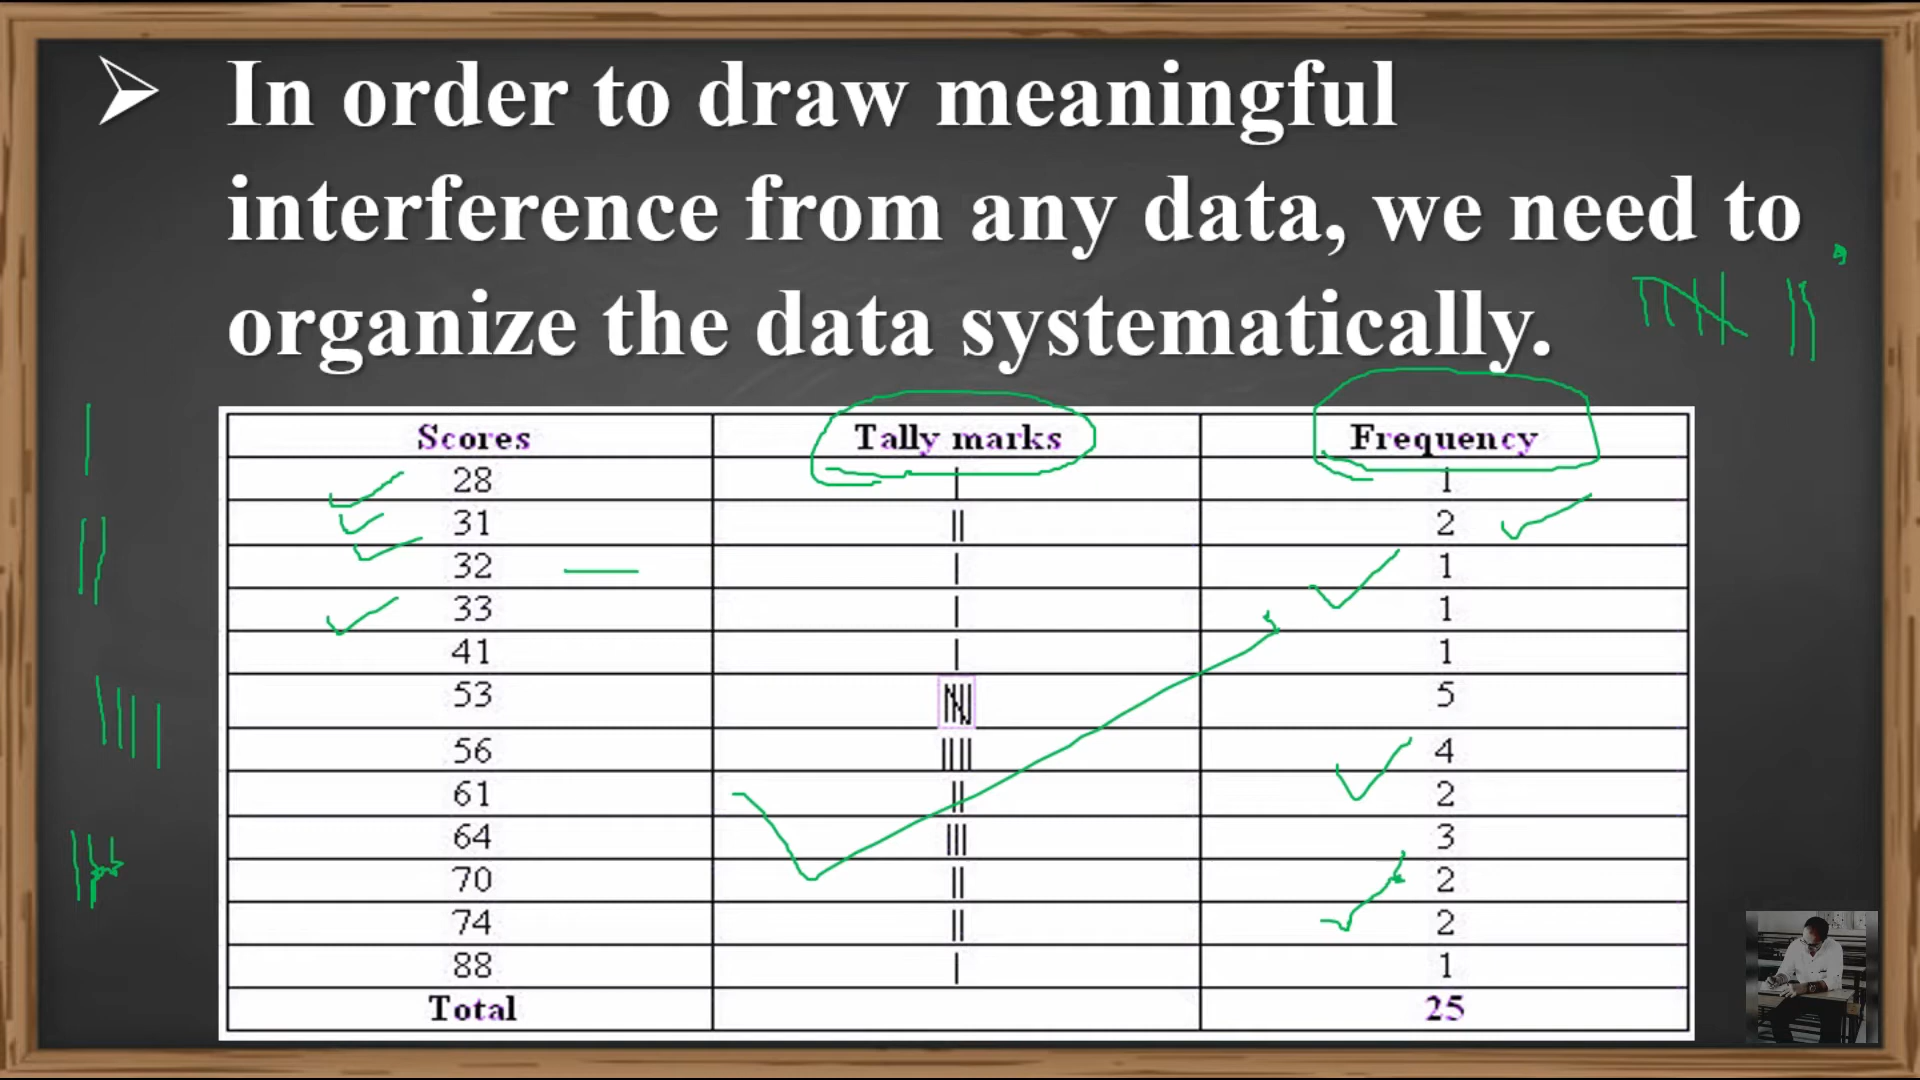 In order to draw meaningful
interference from any data, we need to
organize the data systematically.
Scores Tally marks Frequency
28 | 1
31 || 2
32 | 1
33 | 1
41 | 1
53 5
56 |||| 4
61 || 2
64 ||| 3
70 || 2
74 || 2
88 | 1
Total 25